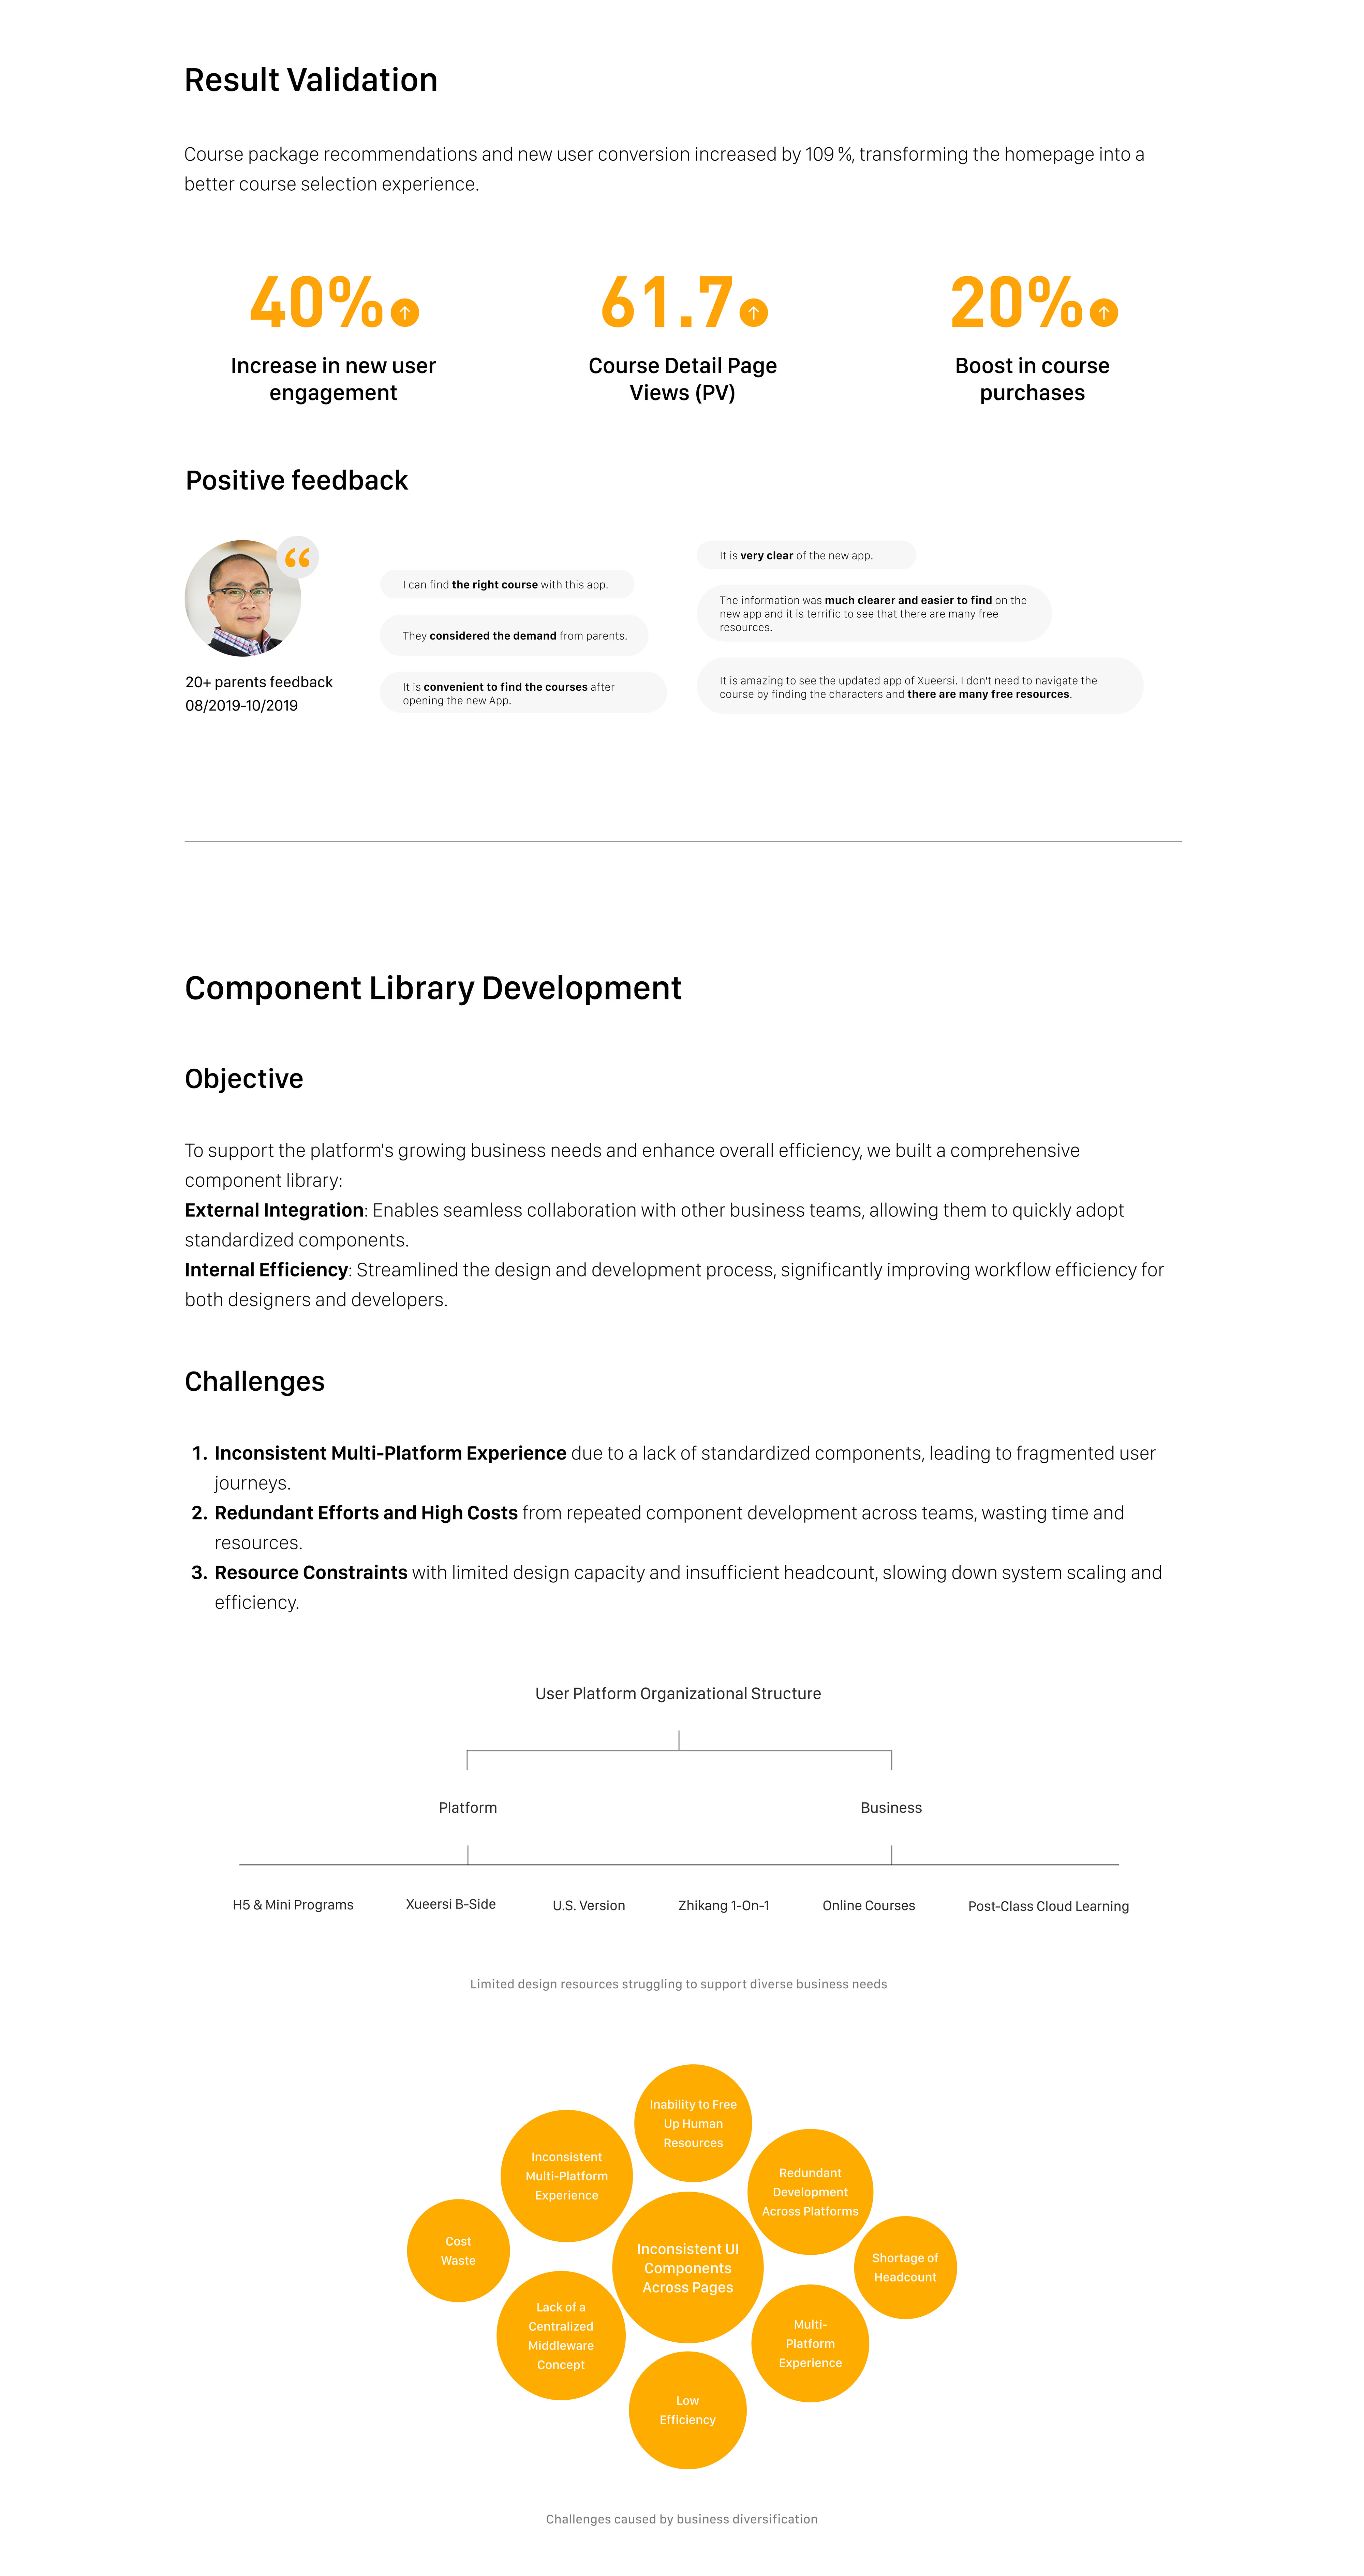 Result Validation
Course package recommendations and new user conversion increased by 109 %, transforming the homepage into a
better course selection experience.
40%
Increase in new user
engagement
61.7
Course Detail Page
Views (PV)
20%
Boost in course
purchases
Positive feedback
20+ parents feedback
08/2019-10/2019
I can find the right course with this app.
They considered the demand from parents.
It is convenient to find the courses after
opening the new App.
It is very clear of the new app.
The information was much clearer and easier to find on the
new app and it is terrific to see that there are many free
resources.
It is amazing to see the updated app of Xueersi. I don't need to navigate the
course by finding the characters and there are many free resources.
Component Library Development
Objective
To support the platform's growing business needs and enhance overall efficiency, we built a comprehensive
component library:
External Integration: Enables seamless collaboration with other business teams, allowing them to quickly adopt
standardized components.
Internal Efficiency: Streamlined the design and development process, significantly improving workflow efficiency for
both designers and developers.
Challenges
1. Inconsistent Multi-Platform Experience due to a lack of standardized components, leading to fragmented user
journeys.
2. Redundant Efforts and High Costs from repeated component development across teams, wasting time and
resources.
3. Resource Constraints with limited design capacity and insufficient headcount, slowing down system scaling and
efficiency.
User Platform Organizational Structure
Platform
Business
H5 & Mini Programs
Xueersi B-Side
U.S. Version
Zhikang 1-On-1
Online Courses
Post-Class Cloud Learning
Limited design resources struggling to support diverse business needs
Inability to Free
Up Human
Resources
Inconsistent
Multi-Platform
Experience
Redundant
Development
Across Platforms
Cost
Waste
Inconsistent UI
Components
Across Pages
Shortage of
Headcount
Lack of a
Centralized
Middleware
Concept
Multi-
Platform
Experience
Low
Efficiency
Challenges caused by business diversification